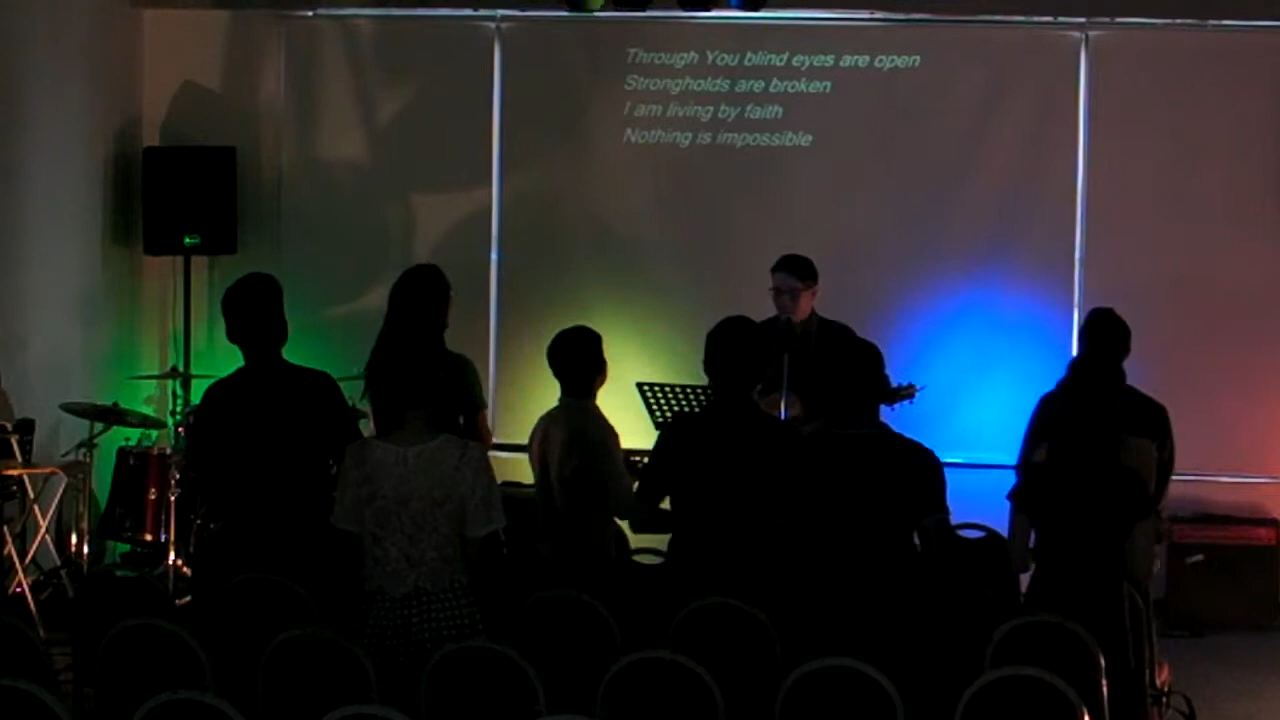 Through You blind eyes are open
Strongholds are broken
I am living by faith
Nothing is impossible